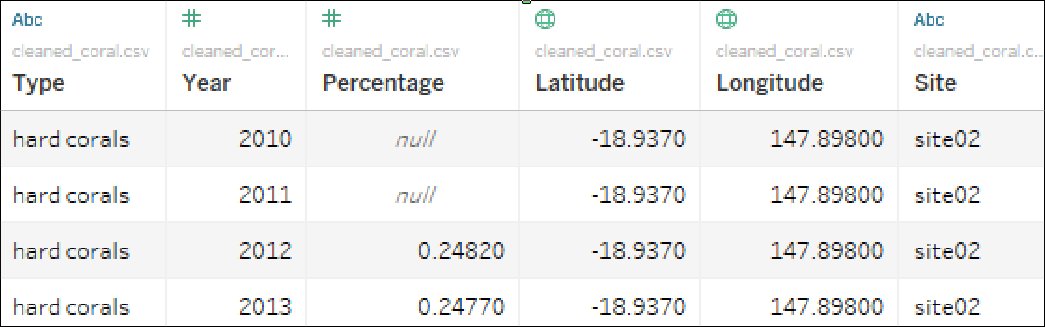 Abc # # Abc
cleaned_coral.csv cleaned_cor... cleaned_coral.csv cleaned_coral.csv cleaned_coral.csv cleaned_coral.c...
Type Year Percentage Latitude Longitude Site
hard corals 2010 null -18.9370 147.89800 site02
hard corals 2011 null -18.9370 147.89800 site02
hard corals 2012 0.24820 -18.9370 147.89800 site02
hard corals 2013 0.24770 -18.9370 147.89800 site02